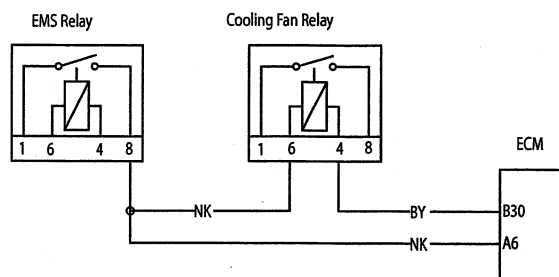 EMS Relay
Cooling Fan Relay
1 6 4 8
1 6 4 8
ECM
NK
BY
B30
NK
A6